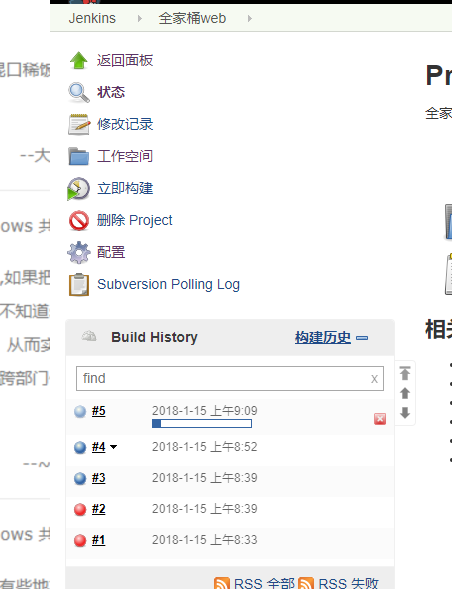 Jenkins 全家桶web
返回面板
状态
修改记录
工作空间
立即构建
删除 Project
配置
Subversion Polling Log
Build History 构建历史
find x
#5 2018-1-15 上午9:09
#4 2018-1-15 上午8:52
#3 2018-1-15 上午8:39
#2 2018-1-15 上午8:39
#1 2018-1-15 上午8:33
RSS 全部 RSS 失败
Pr
全家
相关
口稀饭
--大
ows 共
,如果把
不知道
从而实
跨部门
--~
ows 共
有些地